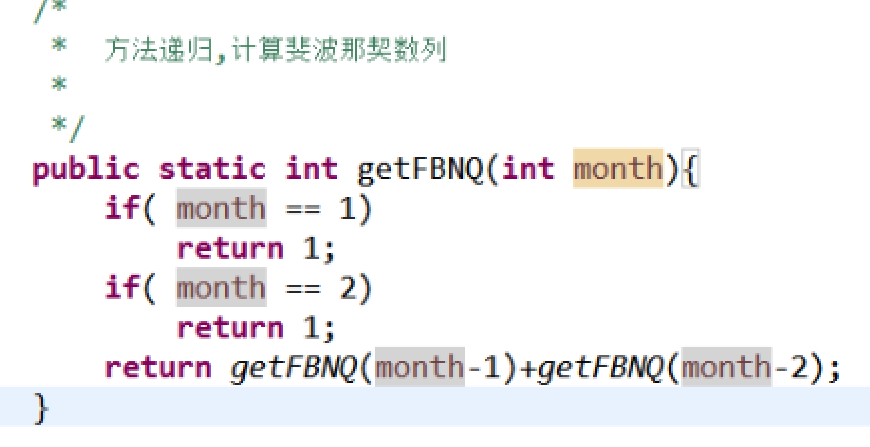 /*
 *  方法递归,计算斐波那契数列
 *
 */
public static int getFBNQ(int month){
    if( month == 1)
        return 1;
    if( month == 2)
        return 1;
    return getFBNQ(month-1)+getFBNQ(month-2);
}